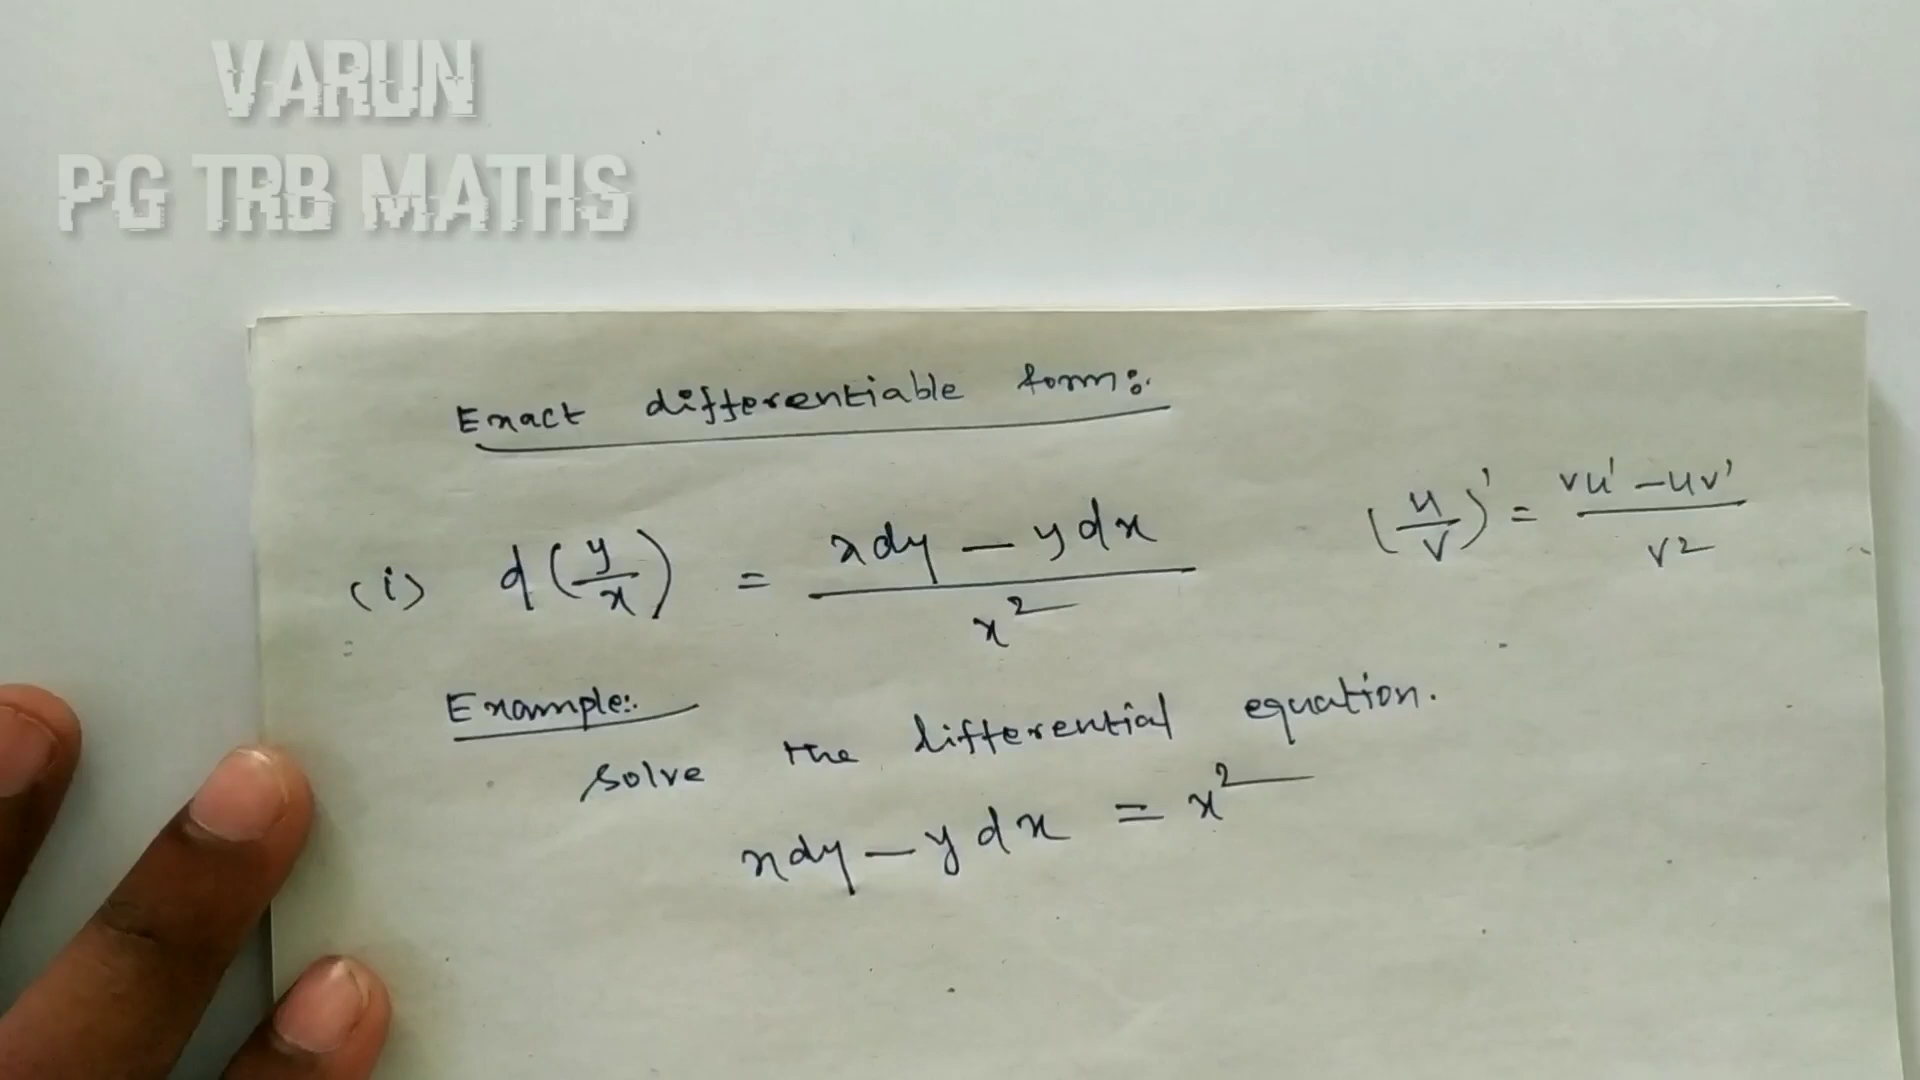 VARUN
PG TRB MATHS
Exact differentiable form:.
(i) d(y/x) = xdy - ydx / x²
(u/v)' = vu' - uv' / v²
Example:.
solve the differential equation.
xdy - ydx = x²